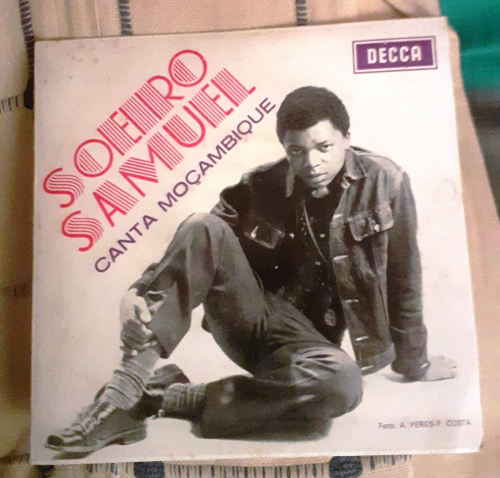 DECCA
SOEIRO
SAMUEL
CANTA MOÇAMBIQUE
Foto: A. PERES-F. COSTA